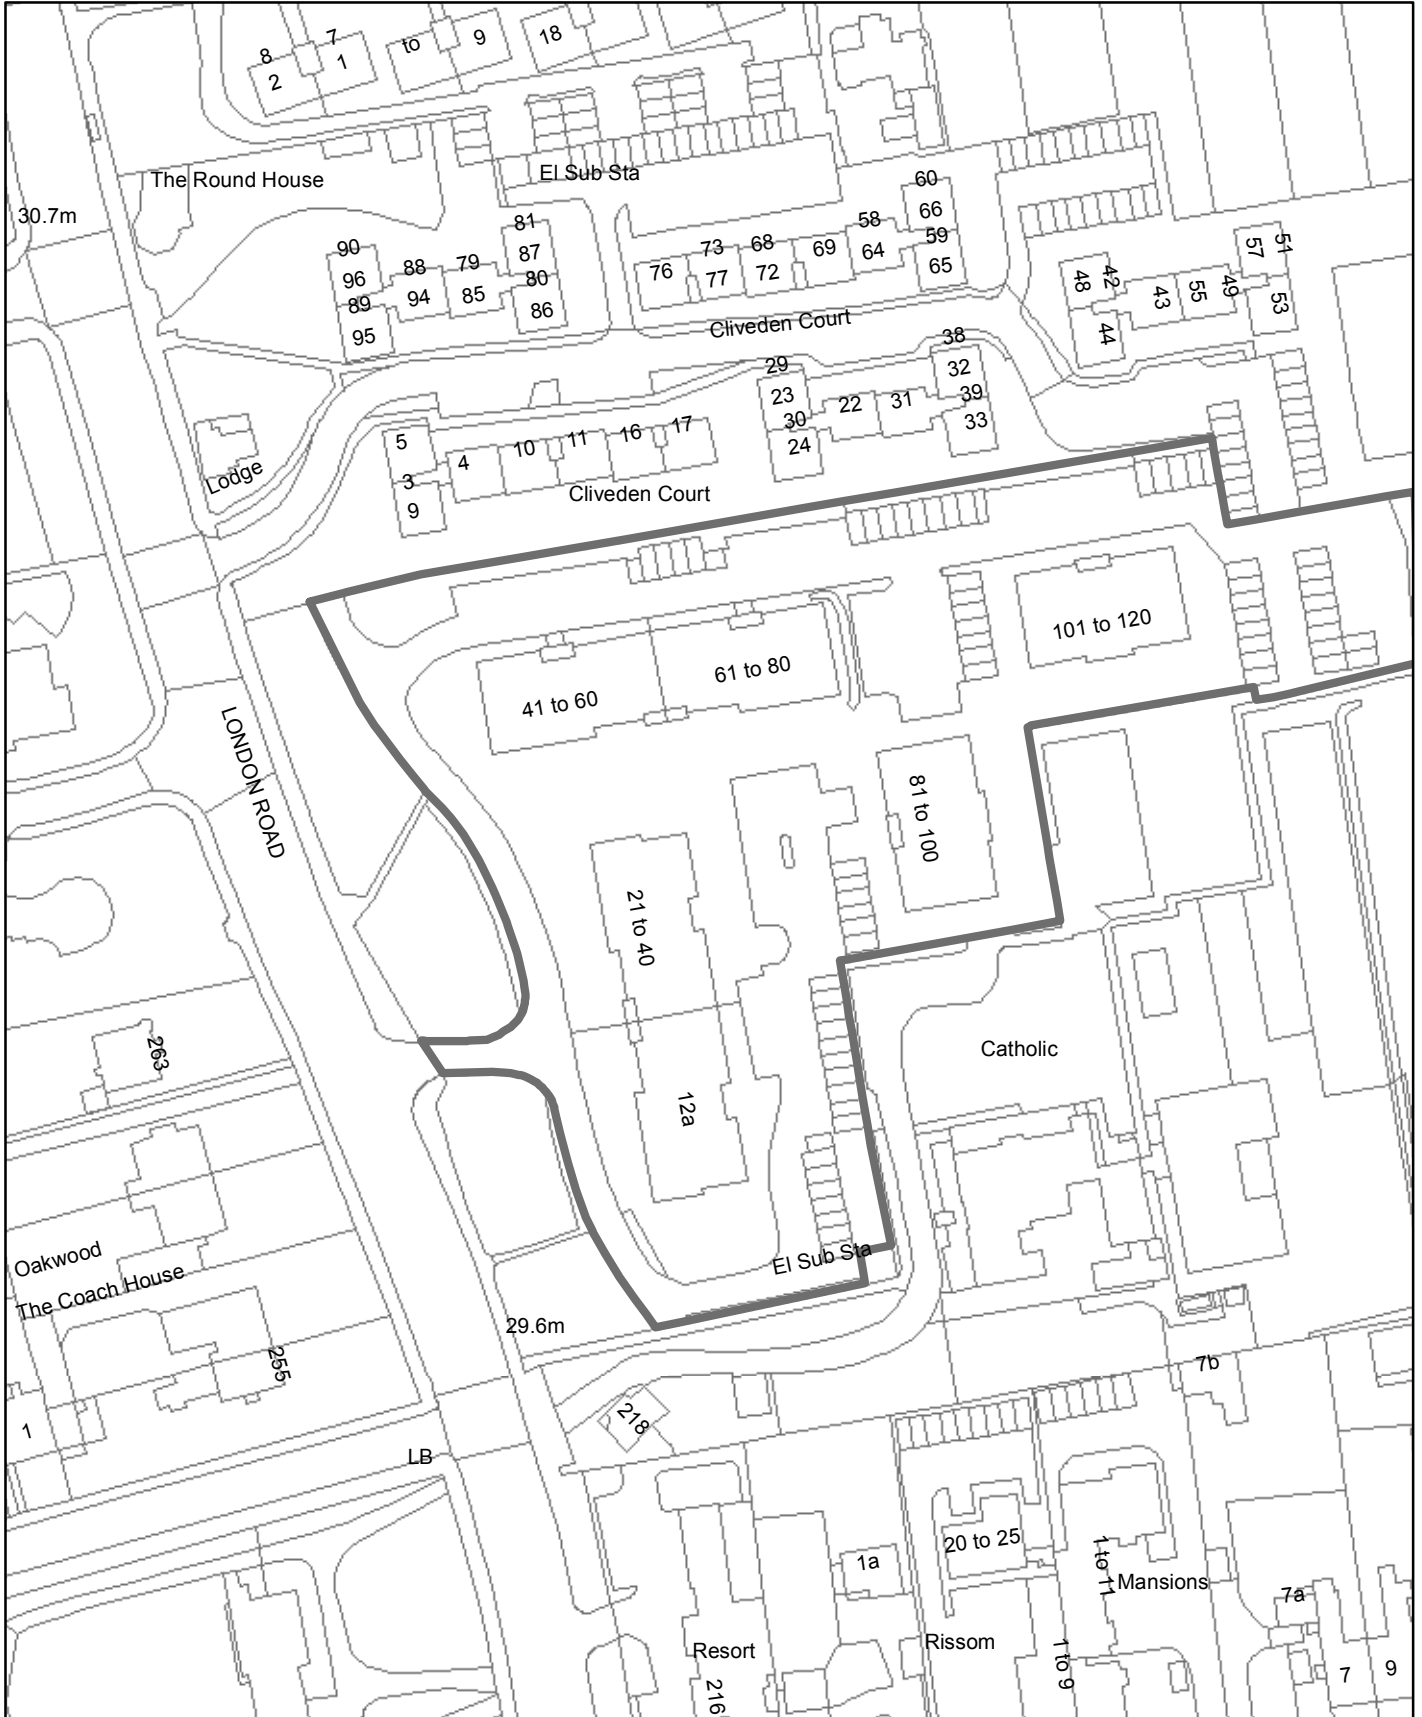 8
7
to
9
18
2
1
The Round House
El Sub Sta
30.7m
60
66
59
65
58
64
69
68
72
73
77
76
81
87
80
86
79
85
88
94
90
96
89
95
51
57
49
53
55
43
42
48
44
Cliveden Court
38
32
39
33
31
22
29
23
30
24
17
16
11
10
4
5
3
9
Lodge
Cliveden Court
101 to 120
61 to 80
41 to 60
LONDON ROAD
81 to 100
21 to 40
263
Catholic
12a
Oakwood
The Coach House
El Sub Sta
29.6m
255
7b
218
1
LB
20 to 25
1a
1 to 11
Mansions
7a
Rissom
Resort
1 to 9
216
7
9